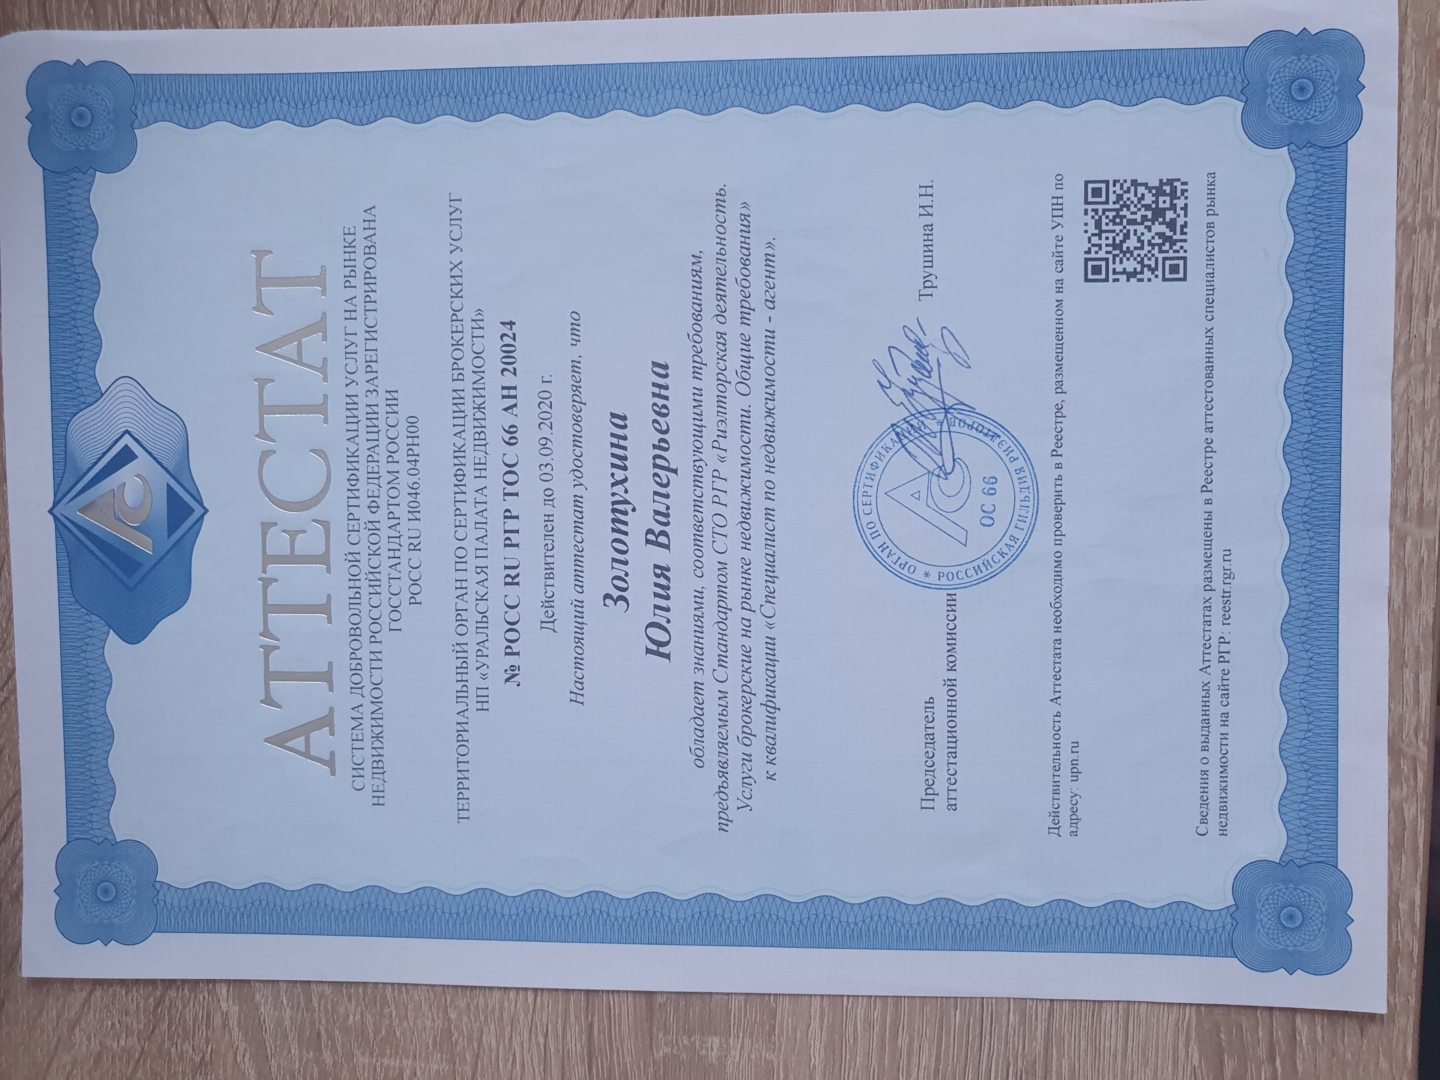 АТТЕСТАТ
СИСТЕМА ДОБРОВОЛЬНОЙ СЕРТИФИКАЦИИ УСЛУГ НА РЫНКЕ
НЕДВИЖИМОСТИ РОССИЙСКОЙ ФЕДЕРАЦИИ ЗАРЕГИСТРИРОВАНА
ГОССТАНДАРТОМ РОССИИ
РОСС RU И046.04РН00
ТЕРРИТОРИАЛЬНЫЙ ОРГАН ПО СЕРТИФИКАЦИИ БРОКЕРСКИХ УСЛУГ
НП «УРАЛЬСКАЯ ПАЛАТА НЕДВИЖИМОСТИ»
№ РОСС RU РГР ТОС 66 АН 20024
Действителен до 03.09.2020 г.
Настоящий аттестат удостоверяет, что
Золотухина
Юлия Валерьевна
обладает знаниями, соответствующими требованиям,
предъявляемым Стандартом СТО РГР «Риэлторская деятельность.
Услуги брокерские на рынке недвижимости. Общие требования»
к квалификации «Специалист по недвижимости - агент».
Председатель
аттестационной комиссии
Трушина И.Н.
ОРГАН ПО СЕРТИФИКАЦИИ
* РОССИЙСКАЯ ГИЛЬДИЯ РИЭЛТОРОВ *
ОС 66
Действительность Аттестата необходимо проверить в Реестре, размещенном на сайте УПН по
адресу: upn.ru
Сведения о выданных Аттестатах размещены в Реестре аттестованных специалистов рынка
недвижимости на сайте РГР: reestr.rgr.ru